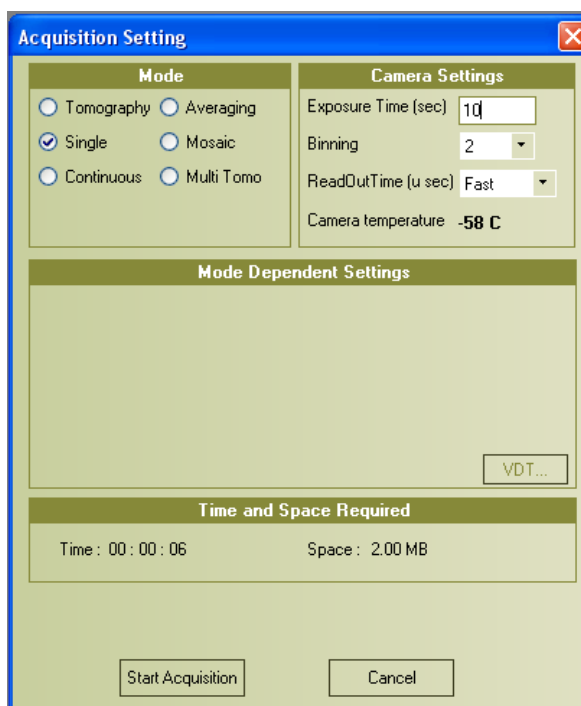 Acquisition Setting
Mode
Tomography Averaging
Single Mosaic
Continuous Multi Tomo
Camera Settings
Exposure Time (sec) 10
Binning 2
ReadOutTime (u sec) Fast
Camera temperature -58 C
Mode Dependent Settings
VDT...
Time and Space Required
Time : 00 : 00 : 06 Space : 2.00 MB
Start Acquisition Cancel